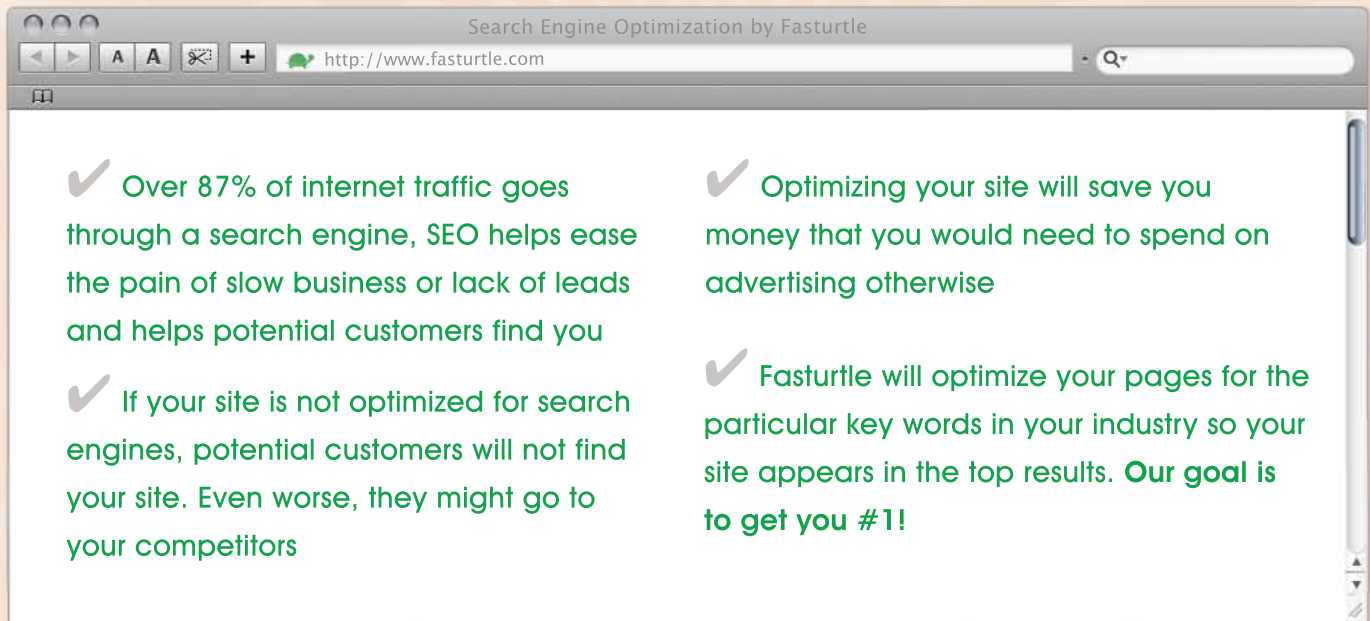 Search Engine Optimization by Fasturtle
A A + http://www.fasturtle.com
✔ Over 87% of internet traffic goes
through a search engine, SEO helps ease
the pain of slow business or lack of leads
and helps potential customers find you
✔ If your site is not optimized for search
engines, potential customers will not find
your site. Even worse, they might go to
your competitors
✔ Optimizing your site will save you
money that you would need to spend on
advertising otherwise
✔ Fasturtle will optimize your pages for the
particular key words in your industry so your
site appears in the top results. Our goal is
to get you #1!